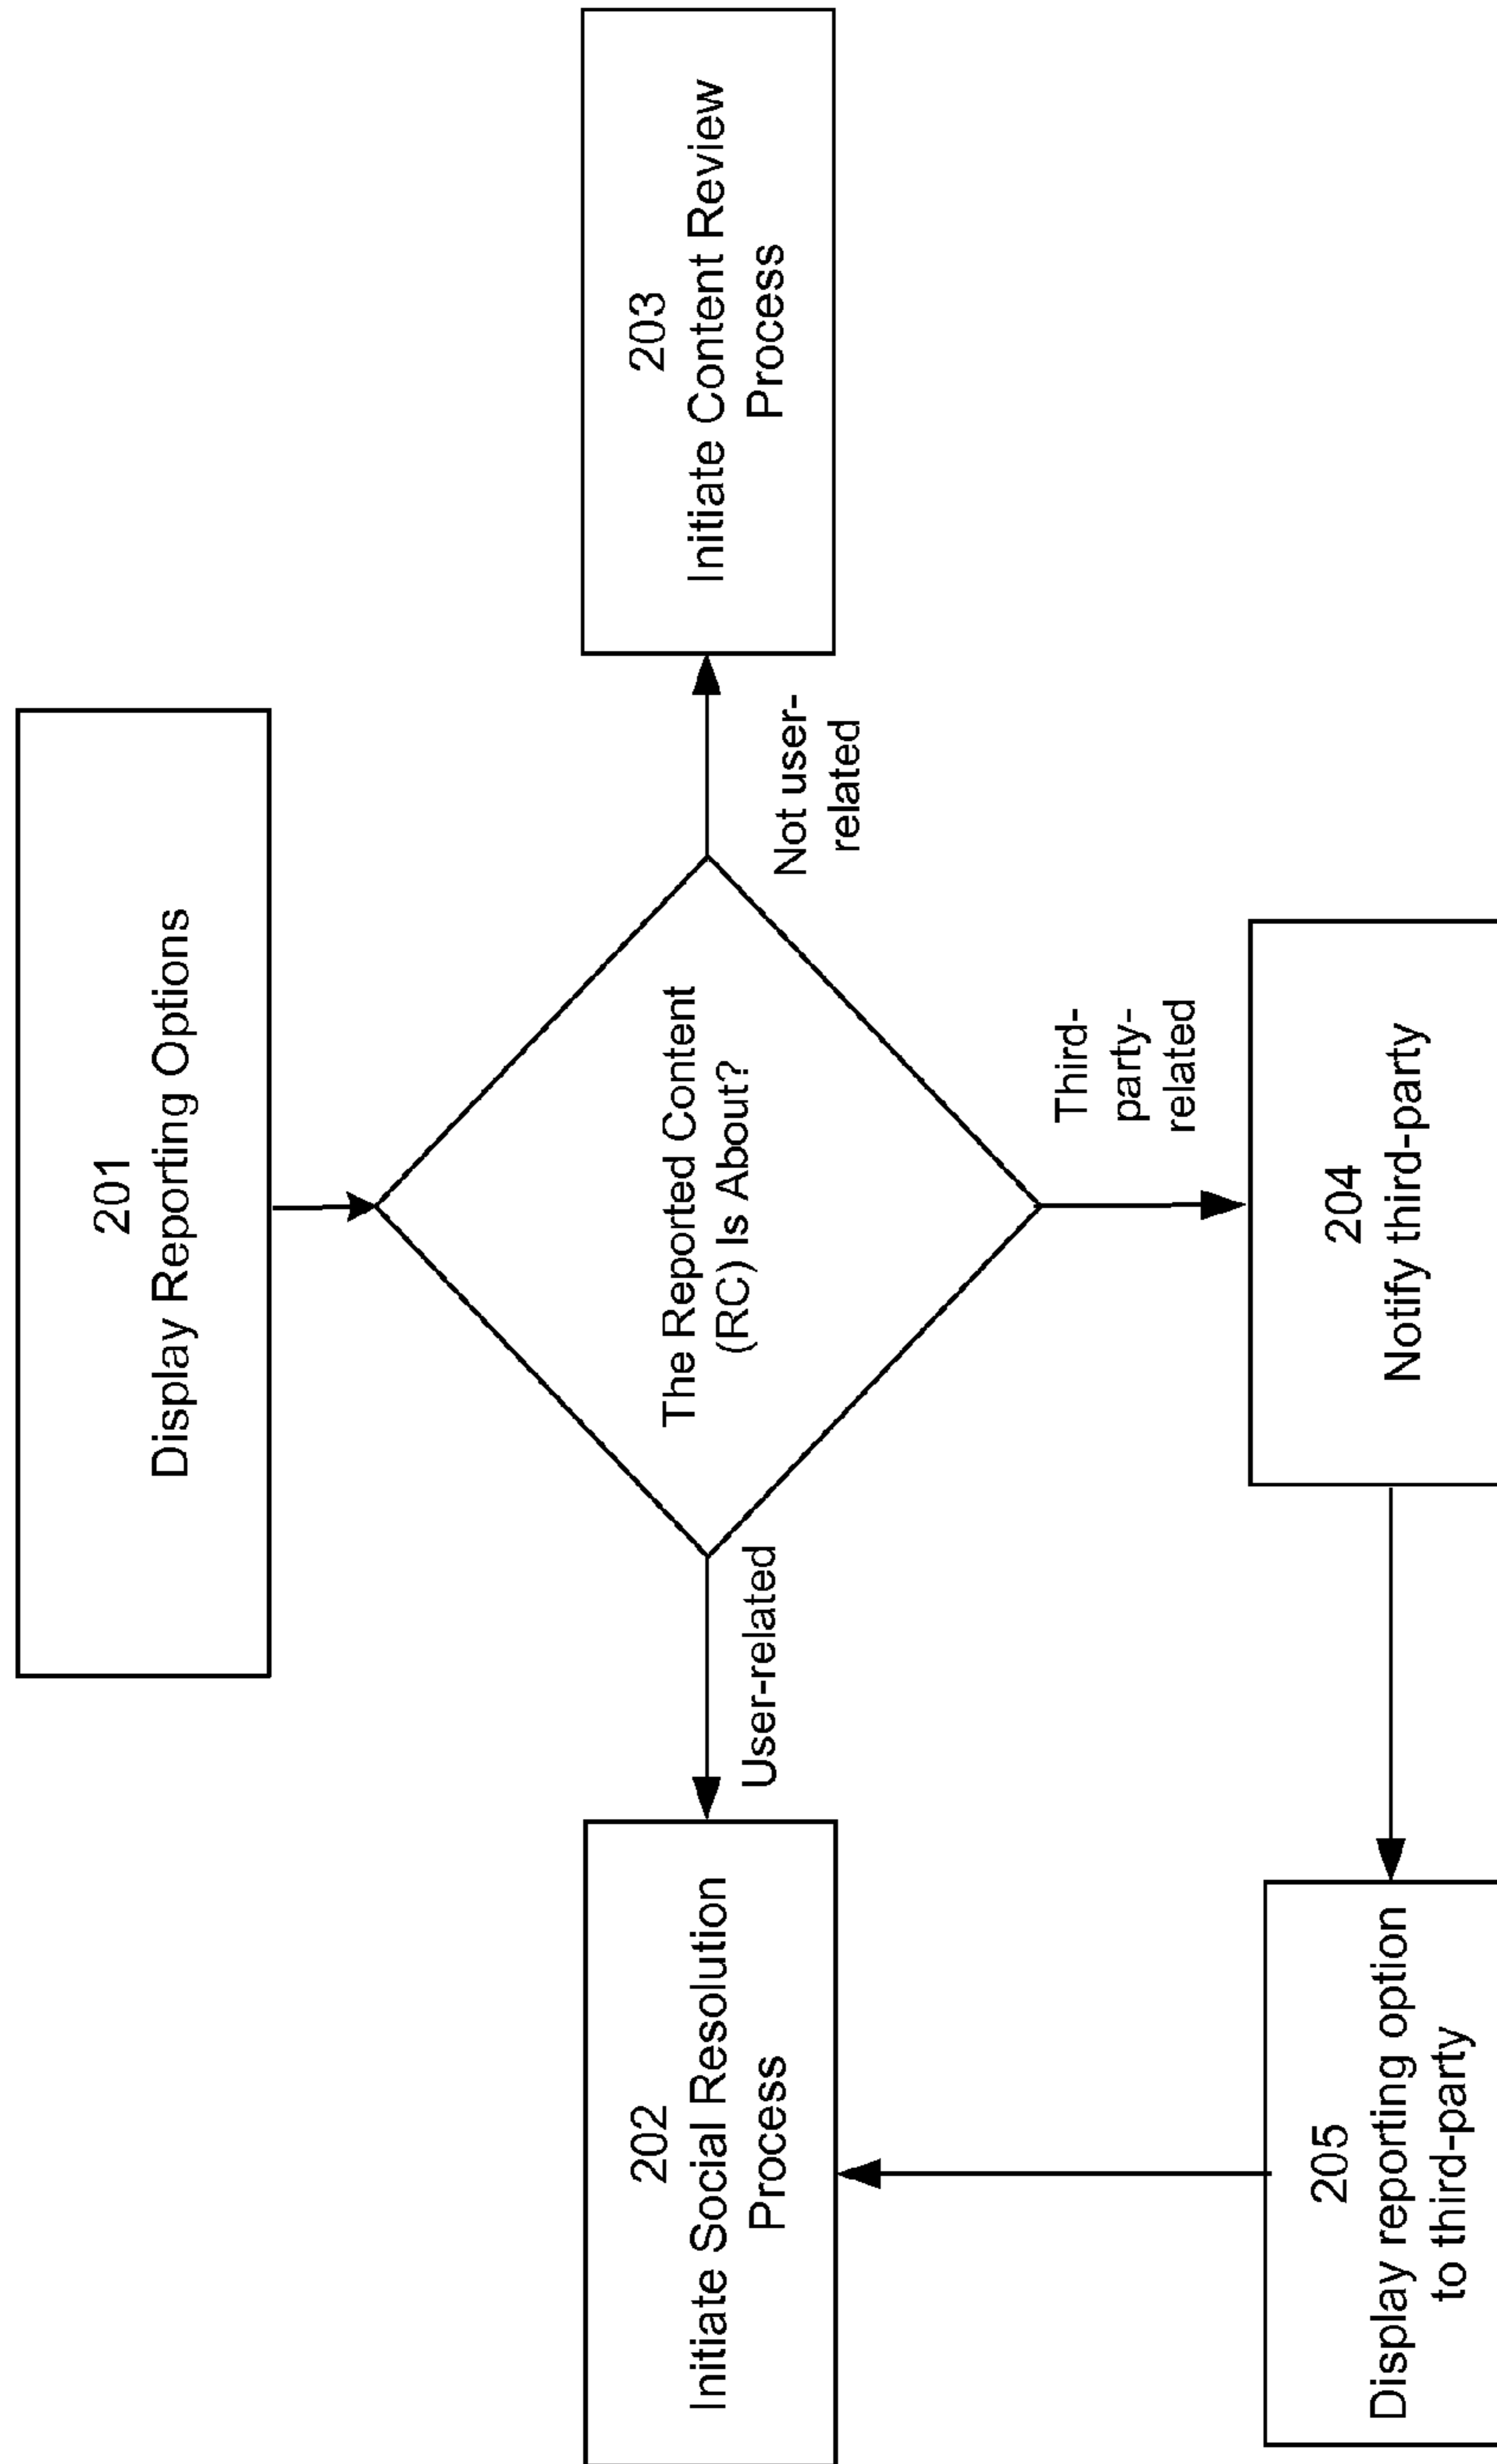 201
Display Reporting Options
The Reported Content
(RC) Is About?
User-related
Not user-
related
Third-
party-
related
202
Initiate Social Resolution
Process
203
Initiate Content Review
Process
205
Display reporting option
to third-party
204
Notify third-party